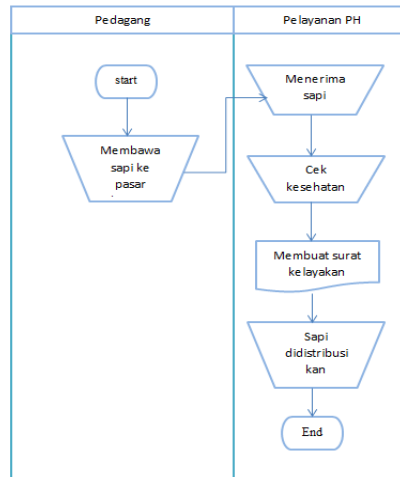 Pedagang
Pelayanan PH
start
Membawa
sapi ke
pasar
Menerima
sapi
Cek
kesehatan
Membuat surat
kelayakan
Sapi
didistribusi
kan
End